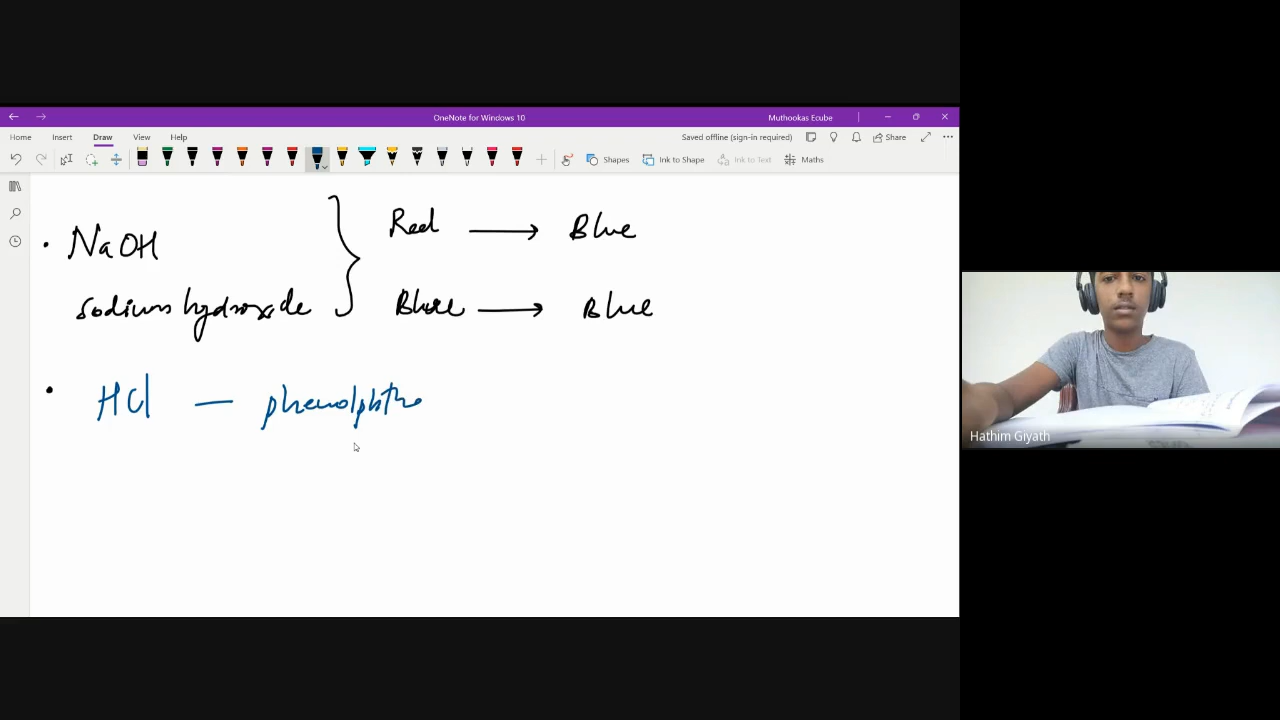 OneNote for Windows 10
Muthookas Ecube
Home Insert Draw View Help
Saved offline (sign-in required)
Share
Shapes
Ink to Shape
Ink to Text
Maths
• NaOH
sodium hydroxide
Red → Blue
Blue → Blue
• HCl — phenolphtha
Hathim Giyath